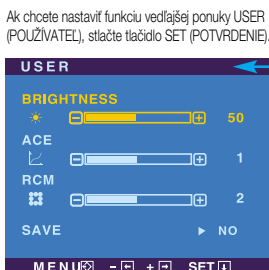 Ak chcete nastaviť funkciu vedľajšej ponuky USER
(POUŽÍVATEĽ), stlačte tlačidlo SET (POTVRDENIE).
USER
BRIGHTNESS
50
ACE
1
RCM
2
SAVE ▶ NO
MENU - + SET